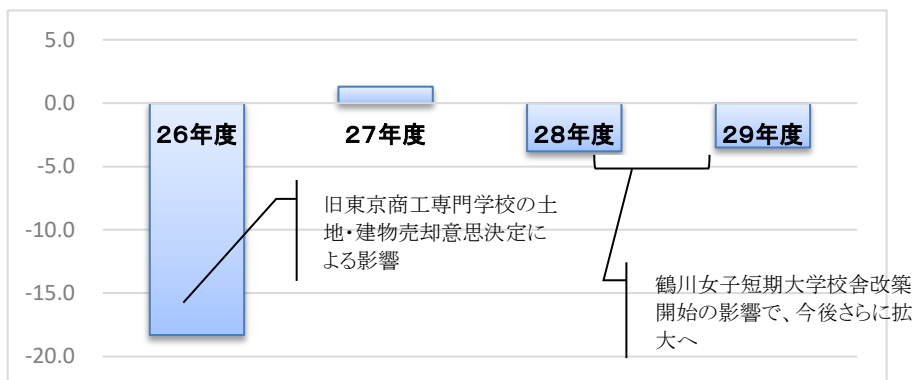 5.0
0.0
-5.0
-10.0
-15.0
-20.0
26年度
27年度
28年度
29年度
旧東京商工専門学校の土
地・建物売却意思決定に
よる影響
鶴川女子短期大学校舎改築
開始の影響で、今後さらに拡
大へ